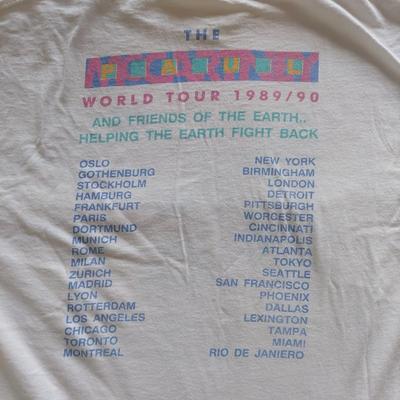 THE
PAUL
McCARTNEY
WORLD TOUR 1989/90
AND FRIENDS OF THE EARTH..
HELPING THE EARTH FIGHT BACK
OSLO
GOTHENBURG
STOCKHOLM
HAMBURG
FRANKFURT
PARIS
DORTMUND
MUNICH
ROME
MILAN
ZURICH
MADRID
LYON
ROTTERDAM
LOS ANGELES
CHICAGO
TORONTO
MONTREAL
NEW YORK
BIRMINGHAM
LONDON
DETROIT
PITTSBURGH
WORCESTER
CINCINNATI
INDIANAPOLIS
ATLANTA
TOKYO
SEATTLE
SAN FRANCISCO
PHOENIX
DALLAS
LEXINGTON
TAMPA
MIAMI
RIO DE JANIERO